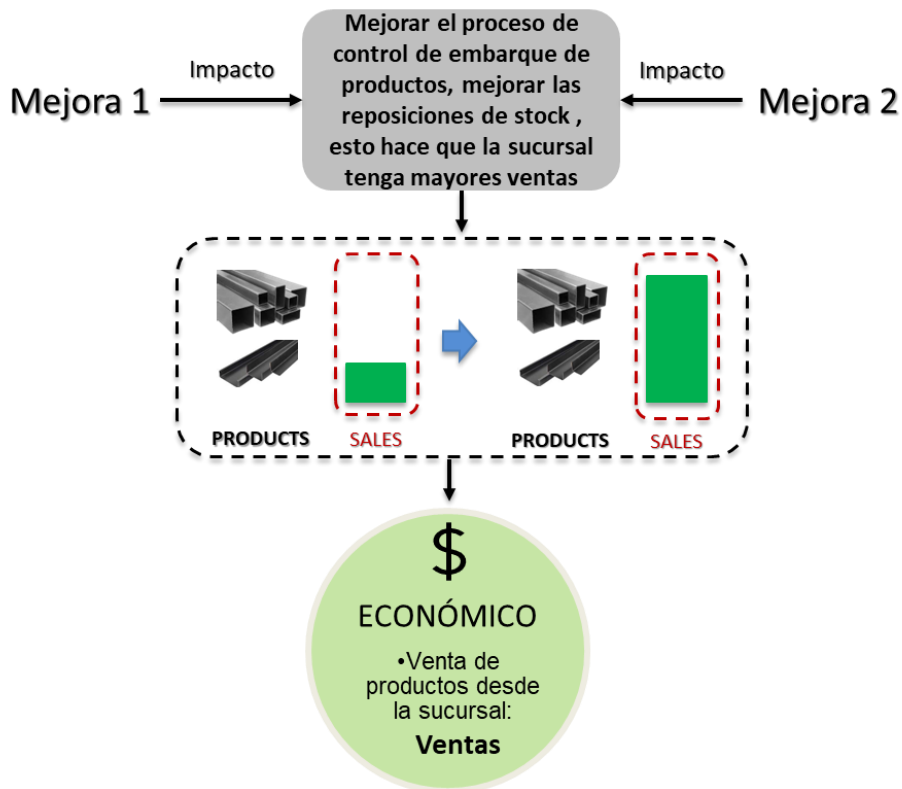 Mejorar el proceso de
control de embarque de
productos, mejorar las
reposiciones de stock ,
esto hace que la sucursal
tenga mayores ventas
Mejora 1
Impacto
Impacto
Mejora 2
PRODUCTS
SALES
PRODUCTS
SALES
$
ECONÓMICO
•Venta de
productos desde
la sucursal:
Ventas